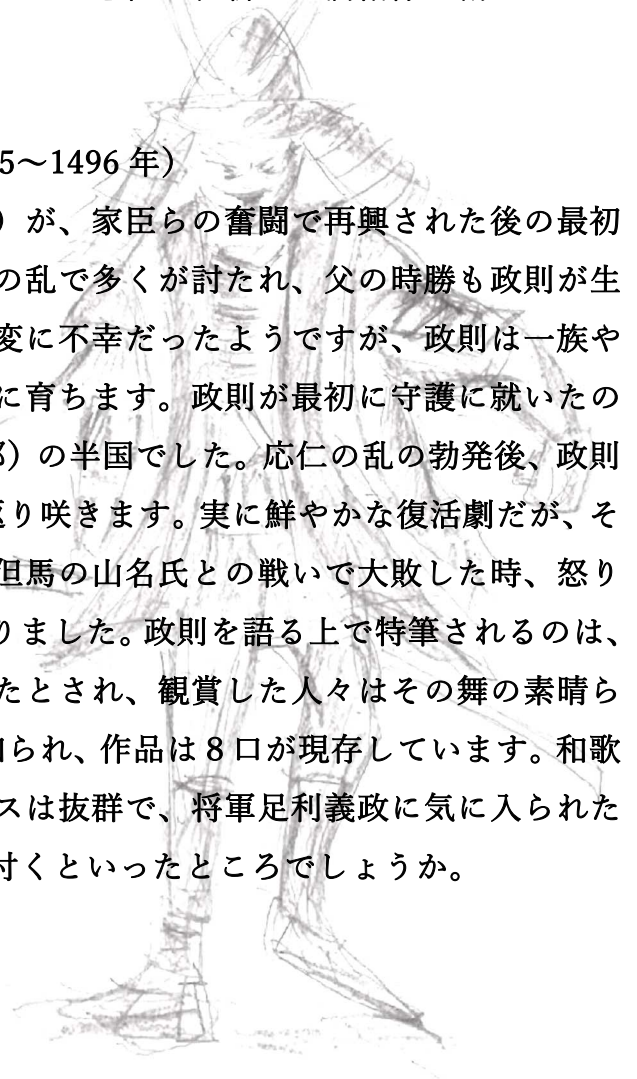 5～1496 年）
）が、家臣らの奮闘で再興された後の最初
の乱で多くが討たれ、父の時勝も政則が生
変に不幸だったようですが、政則は一族や
に育ちます。政則が最初に守護に就いたの
）の半国でした。応仁の乱の勃発後、政則
り咲きます。実に鮮やかな復活劇だが、そ
但馬の山名氏との戦いで大敗した時、怒り
りました。政則を語る上で特筆されるのは、
たとされ、観賞した人々はその舞の素晴ら
られ、作品は 8 口が現存しています。和歌
スは抜群で、将軍足利義政に気に入られた
付くといったところでしょうか。